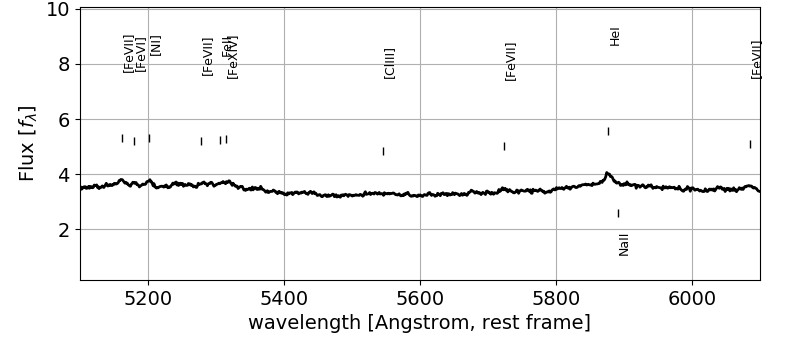 10
8
6
4
2
Flux [fλ]
[FeVII]
[FeVI]
[NI]
[FeVII]
FeII
[FeXIV]
[ClIII]
[FeVII]
HeI
[FeVII]
NaII
5200 5400 5600 5800 6000
wavelength [Angstrom, rest frame]